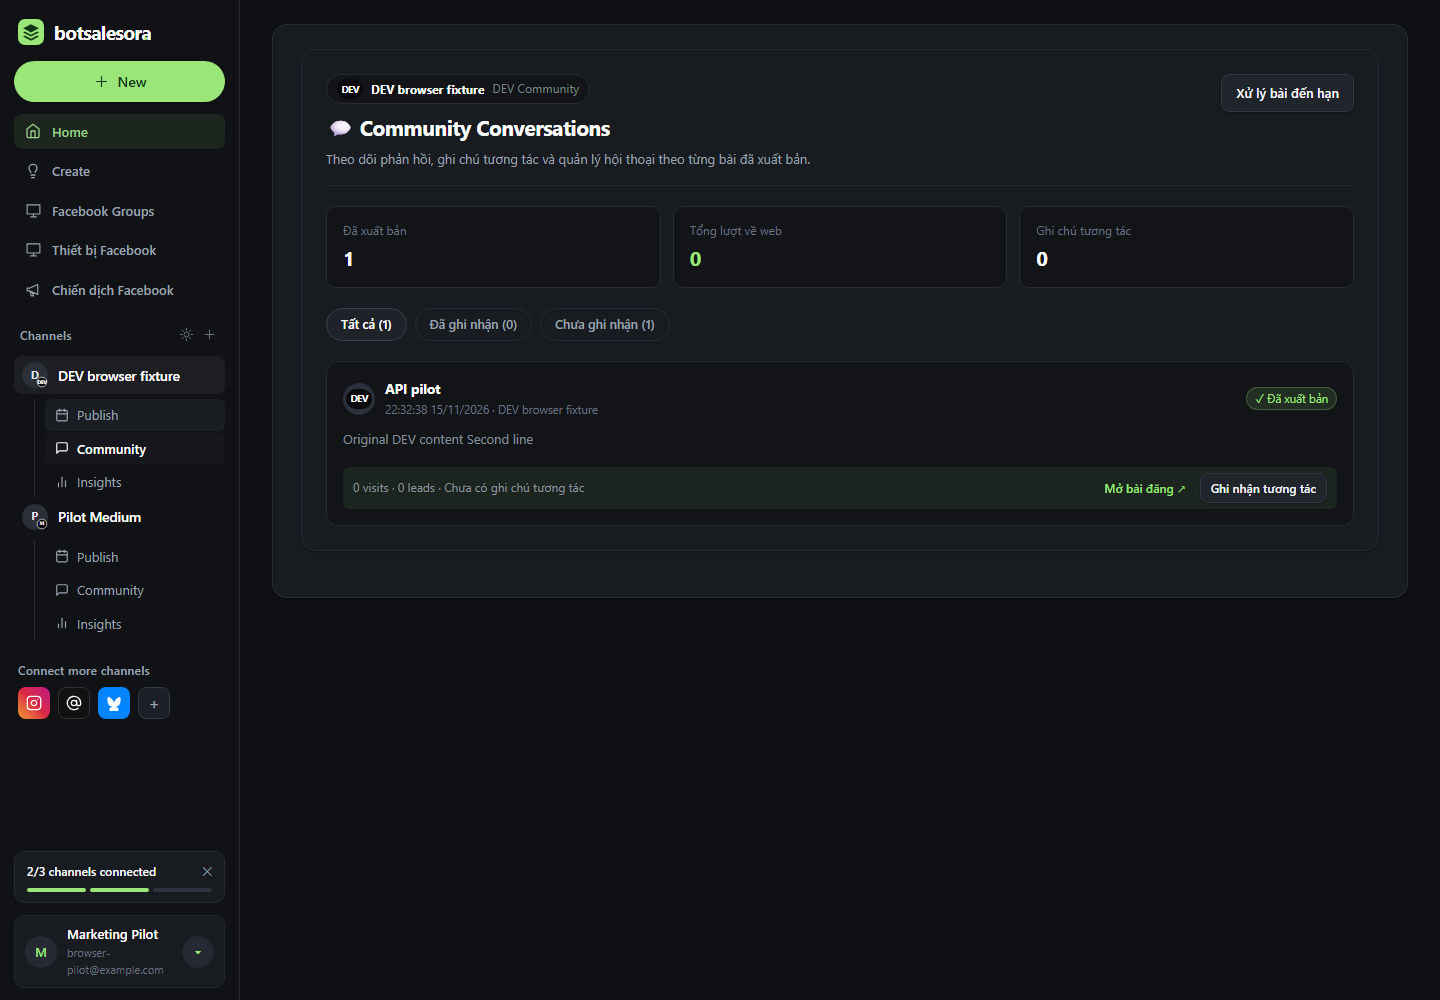 botsalesora
+ New
Home
Create
Facebook Groups
Thiết bị Facebook
Chiến dịch Facebook
Channels
D DEV DEV browser fixture
Publish
Community
Insights
P M Pilot Medium
Publish
Community
Insights
Connect more channels
+
2/3 channels connected
M Marketing Pilot
browser-
pilot@example.com
DEV DEV browser fixture DEV Community
Xử lý bài đến hạn
Community Conversations
Theo dõi phản hồi, ghi chú tương tác và quản lý hội thoại theo từng bài đã xuất bản.
Đã xuất bản
1
Tổng lượt về web
0
Ghi chú tương tác
0
Tất cả (1) Đã ghi nhận (0) Chưa ghi nhận (1)
DEV API pilot
22:32:38 15/11/2026 · DEV browser fixture
✓ Đã xuất bản
Original DEV content Second line
0 visits · 0 leads · Chưa có ghi chú tương tác Mở bài đăng ↗ Ghi nhận tương tác